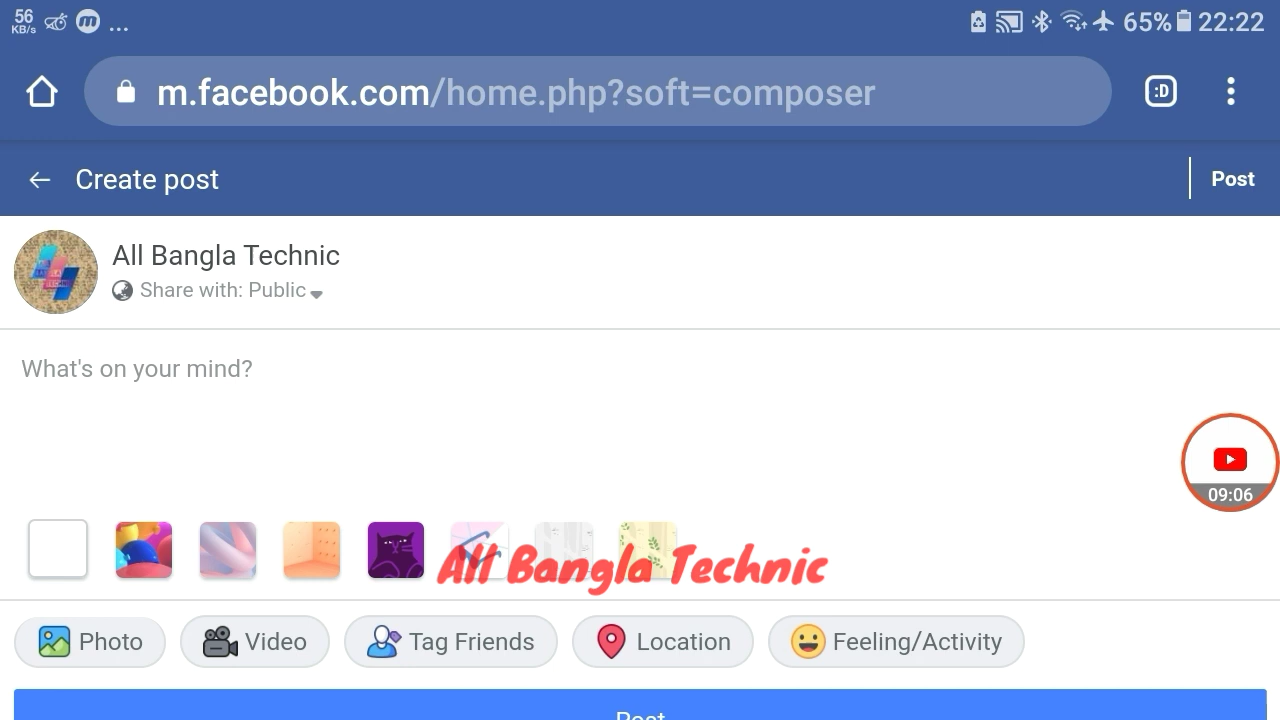 56
KB/s
m
...
65%
22:22
m.facebook.com/home.php?soft=composer
:D
Create post
Post
All Bangla Technic
Share with: Public
What's on your mind?
09:06
All Bangla Technic
Photo
Video
Tag Friends
Location
Feeling/Activity
Post